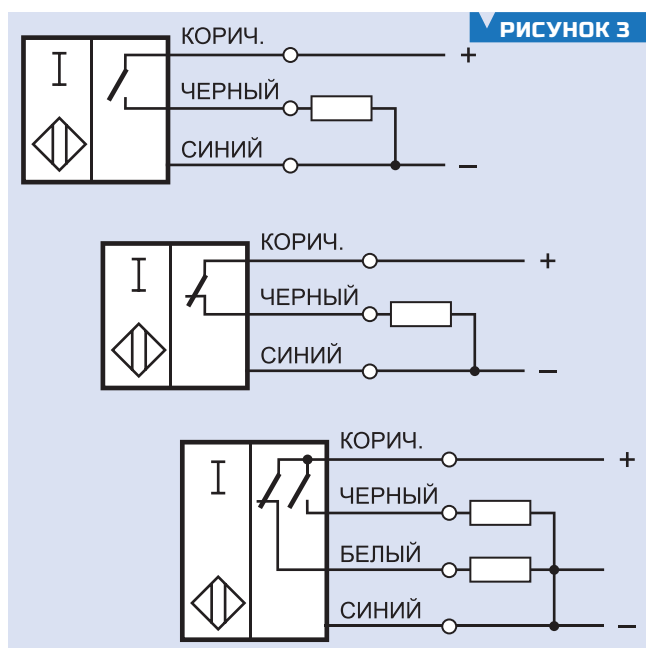 РИСУНОК 3
КОРИЧ.
+
ЧЕРНЫЙ
СИНИЙ
–
КОРИЧ.
+
ЧЕРНЫЙ
СИНИЙ
–
КОРИЧ.
+
ЧЕРНЫЙ
БЕЛЫЙ
СИНИЙ
–